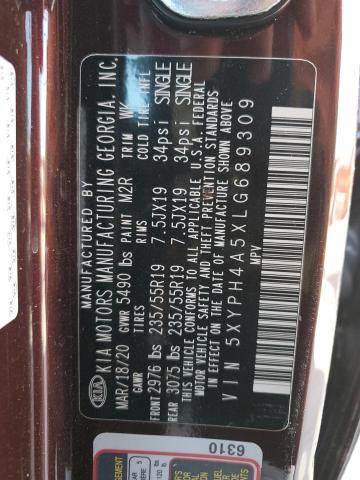 MANUFACTURED BY
KIA KIA MOTORS MANUFACTURING GEORGIA, INC.
MAR/18/20 GVWR 5490 lbs PAINT M2R TRIM WK
TIRES RIMS COLD TIRE INFL
FRONT 2976 lbs 235/55R19 7.5JX19 34psi SINGLE
REAR 3075 lbs 235/55R19 7.5JX19 34psi SINGLE
THIS VEHICLE CONFORMS TO ALL APPLICABLE U.S.A. FEDERAL
MOTOR VEHICLE SAFETY AND THEFT PREVENTION STANDARDS
IN EFFECT ON THE DATE OF MANUFACTURE SHOWN ABOVE
VIN 5XYPH4A5XLG689309
MPV
6310